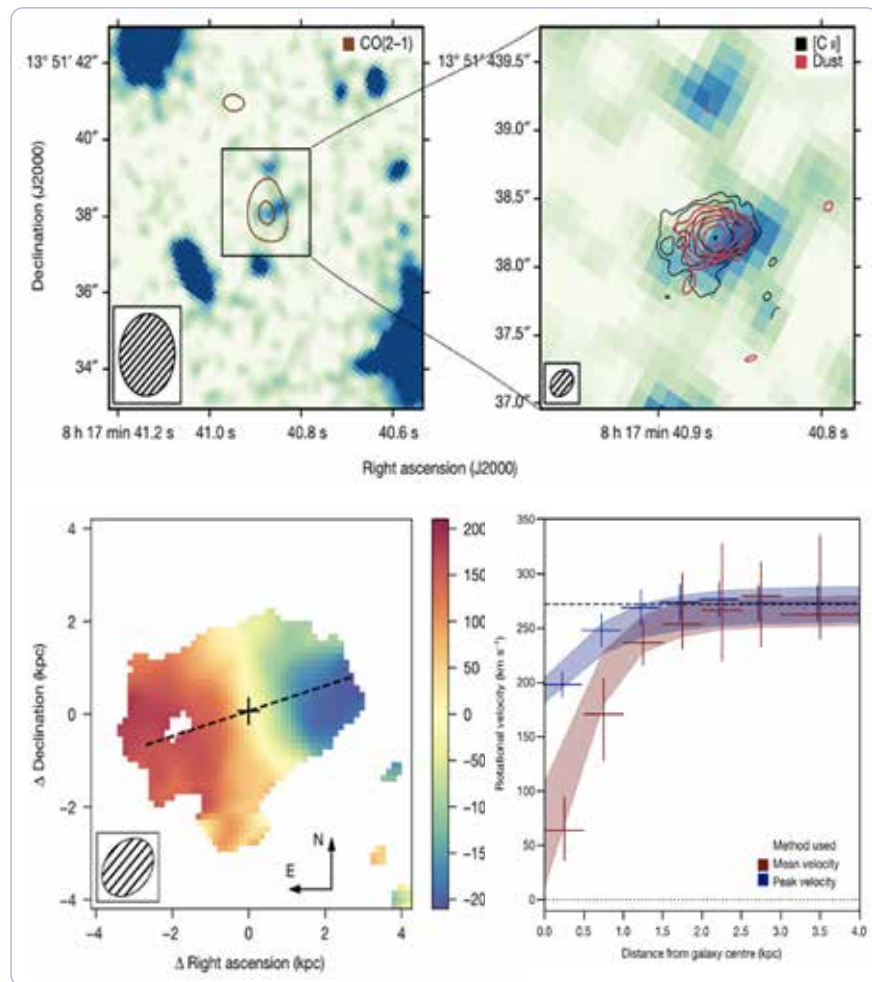 CO(2–1)
[C II]
Dust
13° 51′ 42″
40″
38″
36″
34″
Declination (J2000)
8 h 17 min 41.2 s
41.0 s
40.8 s
40.6 s
13° 51′ 439.5″
39.0″
38.5″
38.0″
37.5″
37.0″
8 h 17 min 40.9 s
40.8 s
Right ascension (J2000)
4
2
0
−2
−4
Δ Declination (kpc)
−4
−2
0
2
4
Δ Right ascension (kpc)
N
E
200
150
100
50
0
−50
−10
−15
−20
Rotational velocity (km s⁻¹)
350
300
250
200
150
100
50
0
Method used
Mean velocity
Peak velocity
0.0
0.5
1.0
1.5
2.0
2.5
3.0
3.5
4.0
Distance from galaxy centre (kpc)